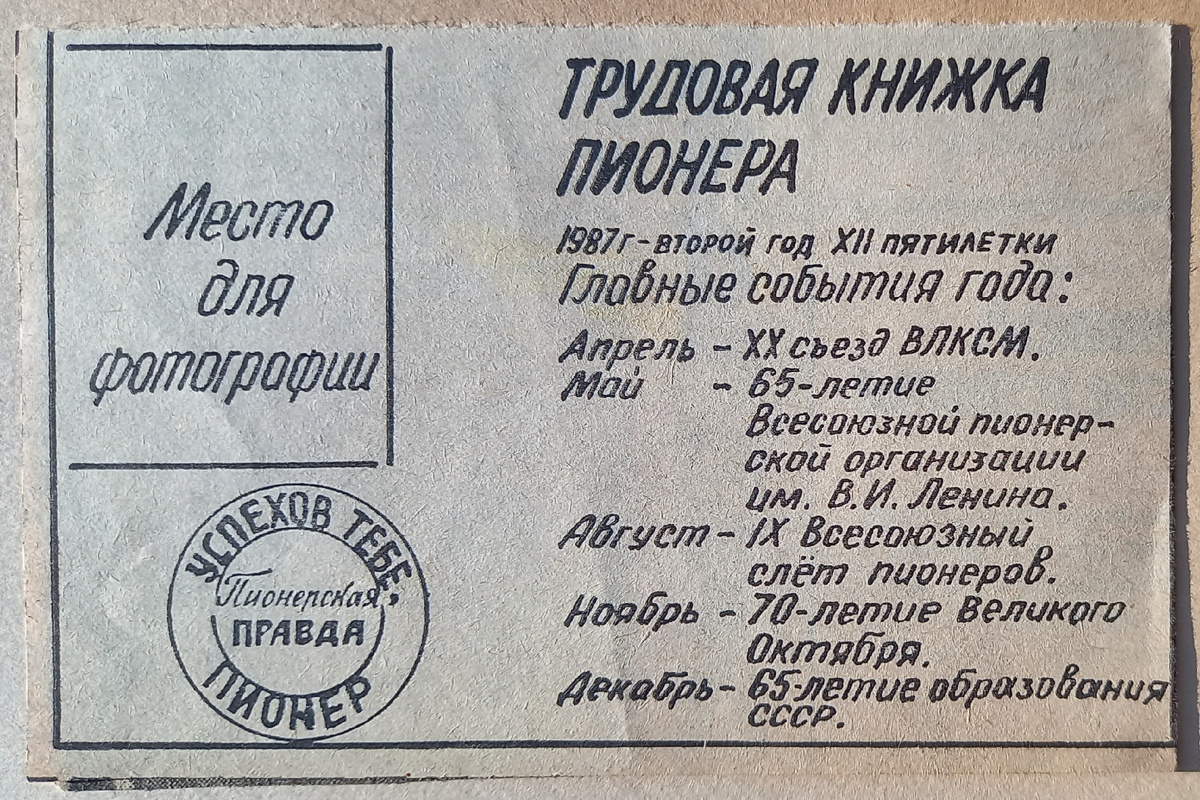 Место
для
фотографии
УСПЕХОВ ТЕБЕ,
Пионерская
ПРАВДА
ПИОНЕР
ТРУДОВАЯ КНИЖКА
ПИОНЕРА
1987г - ВТОРОЙ ГОД XII ПЯТИЛЕТКИ
Главные события года:
Апрель - XX съезд ВЛКСМ.
Май - 65-летие
Всесоюзной пионер-
ской организации
им. В.И. Ленина.
Август - IX Всесоюзный
слёт пионеров.
Ноябрь - 70-летие Великого
Октября.
Декабрь - 65-летие образования
СССР.